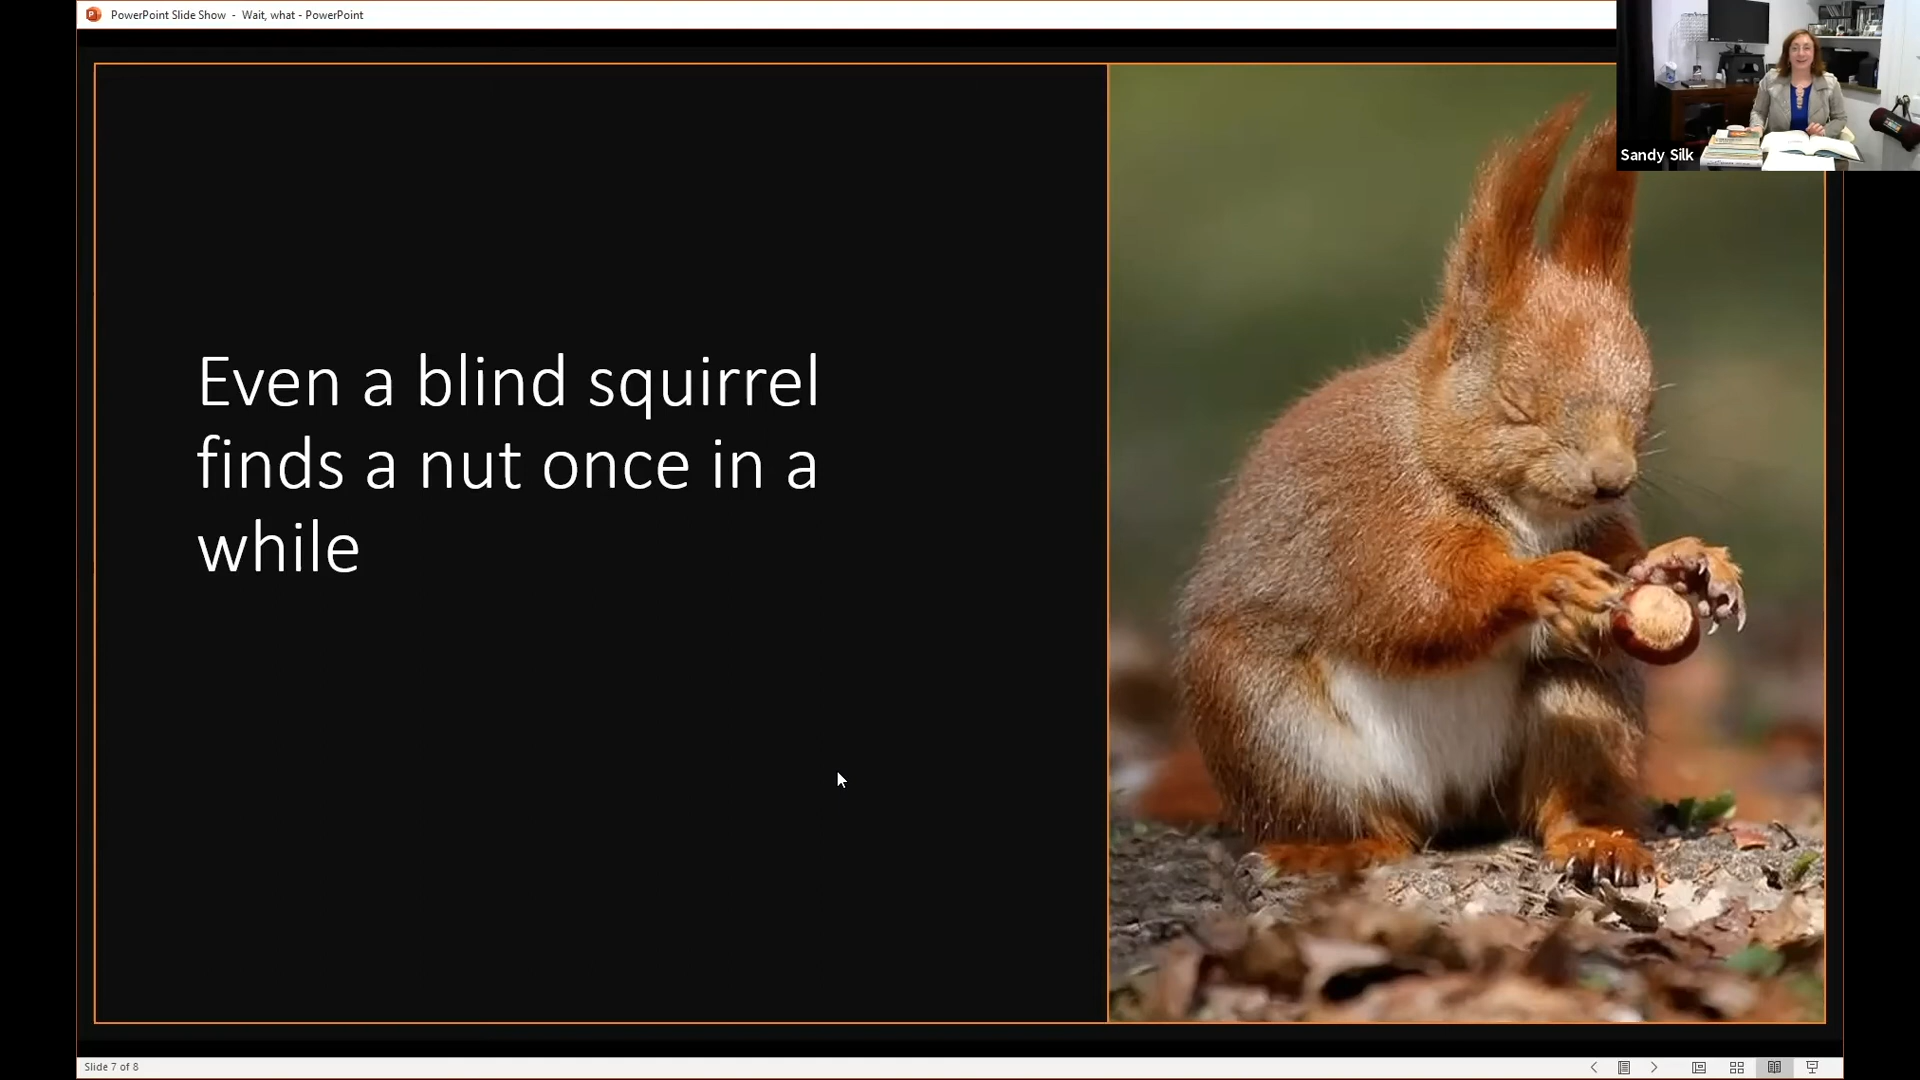 PowerPoint Slide Show - Wait, what - PowerPoint
Sandy Silk
Even a blind squirrel
finds a nut once in a
while
Slide 7 of 8